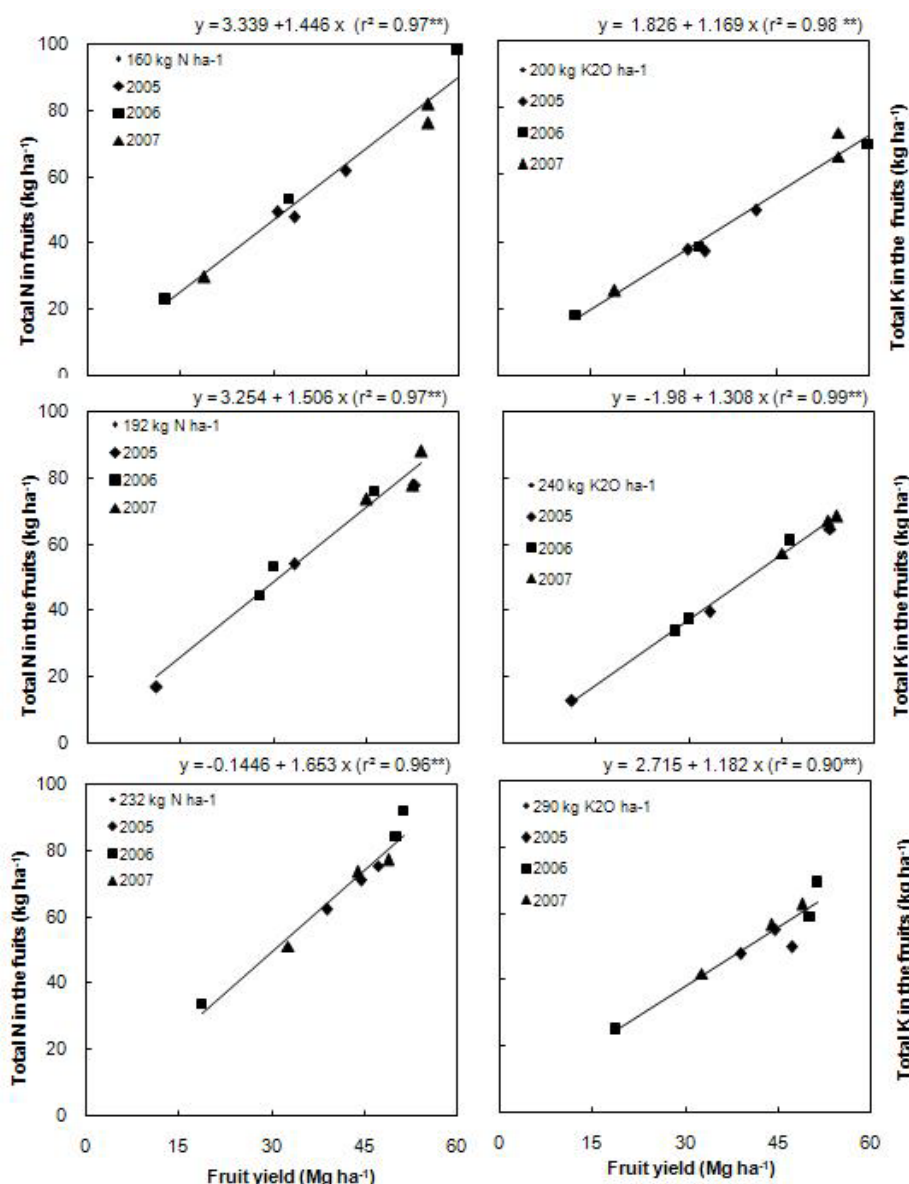 y = 3.339 +1.446 x (r² = 0.97**)
y = 1.826 + 1.169 x (r² = 0.98 **)
100
80
60
40
20
0
Total N in fruits (kg ha⁻¹)
160 kg N ha-1
2005
2006
2007
200 kg K2O ha-1
2005
2006
2007
Total K in the fruits (kg ha⁻¹)
y = 3.254 + 1.506 x (r² = 0.97**)
y = -1.98 + 1.308 x (r² = 0.99**)
100
80
60
40
20
0
Total N in the fruits (kg ha⁻¹)
192 kg N ha-1
2005
2006
2007
240 kg K2O ha-1
2005
2006
2007
Total K in the fruits (kg ha⁻¹)
y = -0.1446 + 1.653 x (r² = 0.96**)
y = 2.715 + 1.182 x (r² = 0.90**)
100
80
60
40
20
0
Total N in the fuits (kg ha⁻¹)
232 kg N ha-1
2005
2006
2007
290 kg K2O ha-1
2005
2006
2007
Total K in the fruits (kg ha⁻¹)
0 15 30 45 60
0 15 30 45 60
Fruit yield (Mg ha⁻¹)
Fruit yield (Mg ha⁻¹)